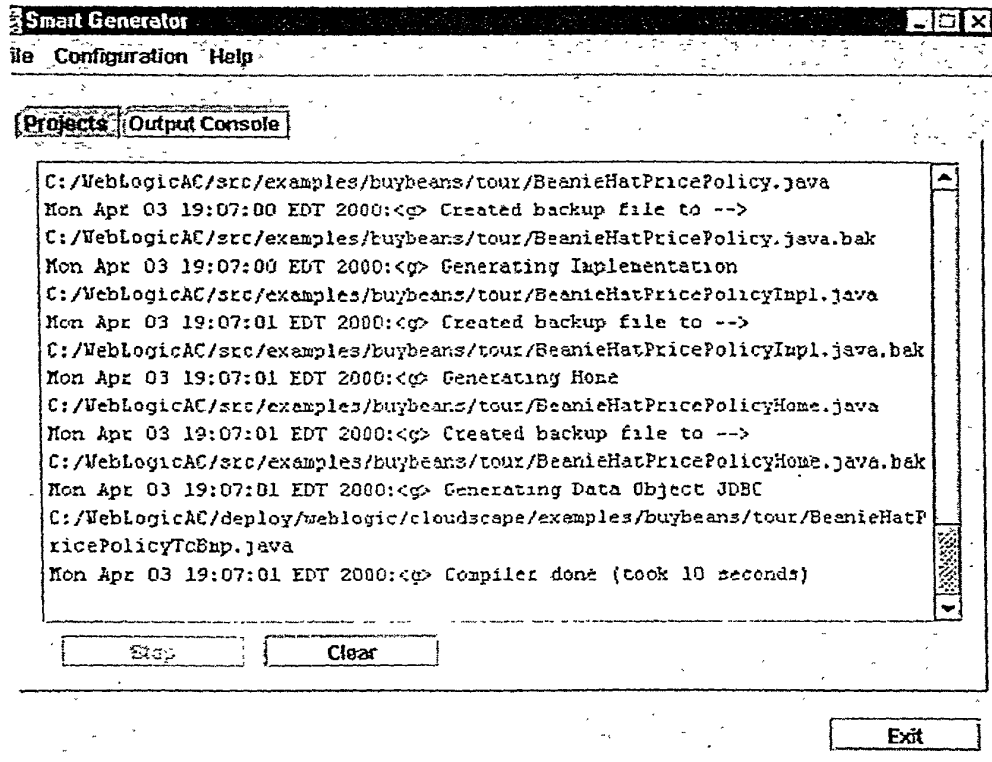 Smart Generator
ile Configuration Help
Projects Output Console
C:/WebLogicAC/src/examples/buybeans/tour/BeanieHatPricePolicy.java
Mon Apr 03 19:07:00 EDT 2000:<g> Created backup file to -->
C:/WebLogicAC/src/examples/buybeans/tour/BeanieHatPricePolicy.java.bak
Mon Apr 03 19:07:00 EDT 2000:<g> Generating Implementation
C:/WebLogicAC/src/examples/buybeans/tour/BeanieHatPricePolicyImpl.java
Mon Apr 03 19:07:01 EDT 2000:<g> Created backup file to -->
C:/WebLogicAC/src/examples/buybeans/tour/BeanieHatPricePolicyImpl.java.bak
Mon Apr 03 19:07:01 EDT 2000:<g> Generating Home
C:/WebLogicAC/src/examples/buybeans/tour/BeanieHatPricePolicyHome.java
Mon Apr 03 19:07:01 EDT 2000:<g> Created backup file to -->
C:/WebLogicAC/src/examples/buybeans/tour/BeanieHatPricePolicyHome.java.bak
Mon Apr 03 19:07:01 EDT 2000:<g> Generating Data Object JDBC
C:/WebLogicAC/deploy/weblogic/cloudscape/examples/buybeans/tour/BeanieHatP
ricePolicyTcBmp.java
Mon Apr 03 19:07:01 EDT 2000:<g> Compiler done (took 10 seconds)
Stop Clear
Exit